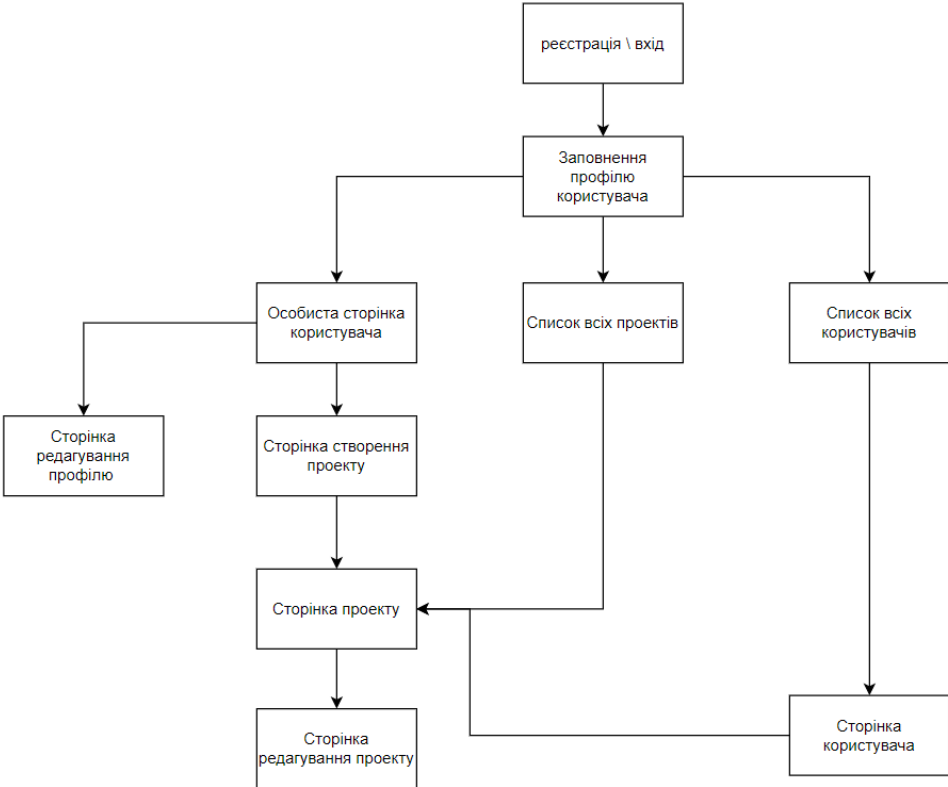 реєстрація \ вхід
Заповнення
профілю
користувача
Особиста сторінка
користувача
Список всіх проектів
Список всіх
користувачів
Сторінка
редагування
профілю
Сторінка створення
проекту
Сторінка проекту
Сторінка
редагування проекту
Сторінка
користувача